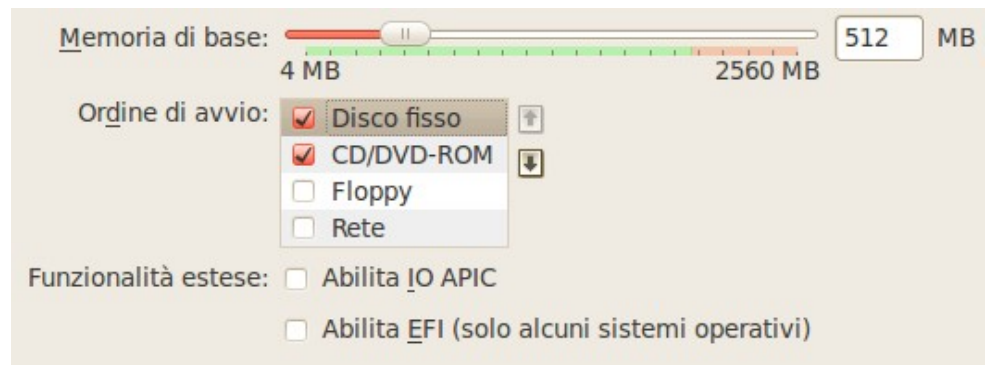 Memoria di base: 512 MB
4 MB 2560 MB
Ordine di avvio: Disco fisso
CD/DVD-ROM
Floppy
Rete
Funzionalità estese: Abilita IO APIC
Abilita EFI (solo alcuni sistemi operativi)